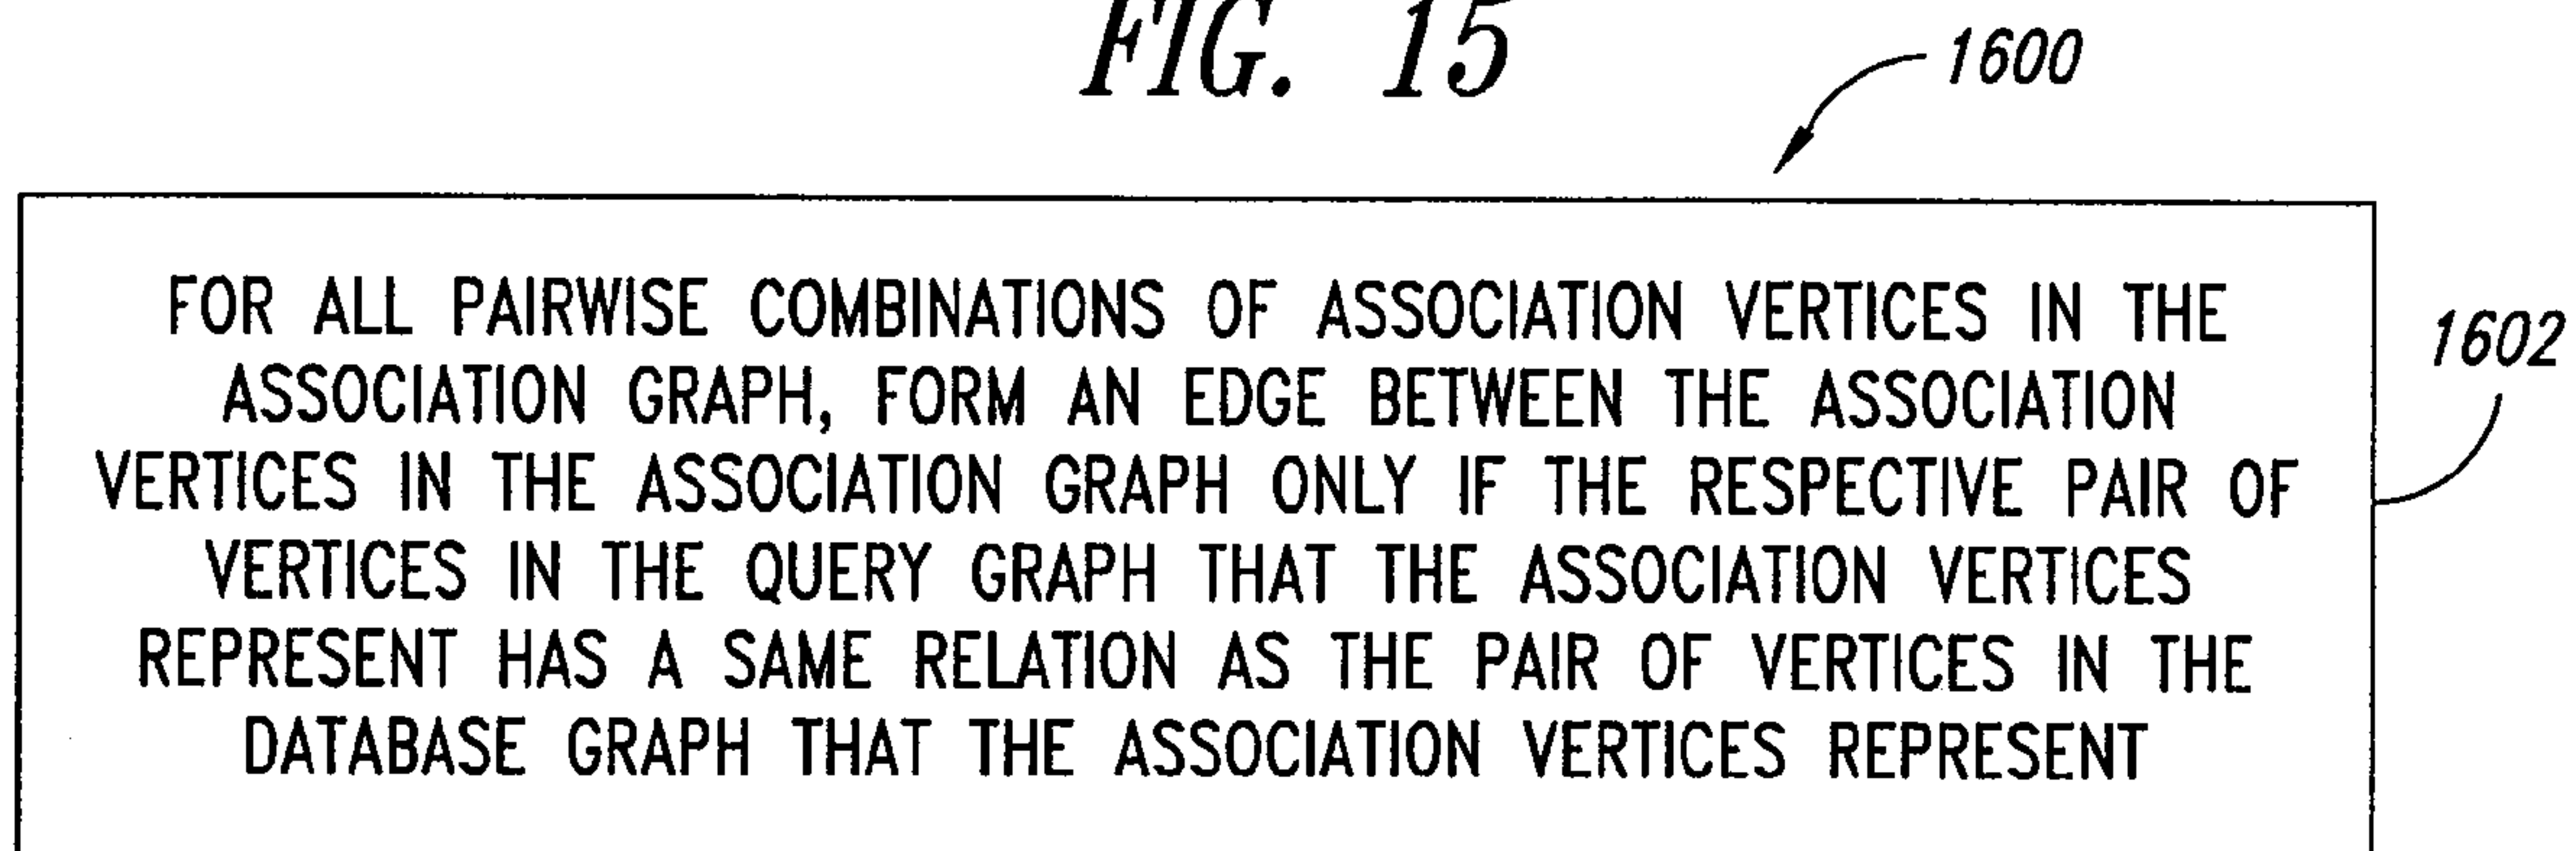 FIG. 15
1600
FOR ALL PAIRWISE COMBINATIONS OF ASSOCIATION VERTICES IN THE
ASSOCIATION GRAPH, FORM AN EDGE BETWEEN THE ASSOCIATION
VERTICES IN THE ASSOCIATION GRAPH ONLY IF THE RESPECTIVE PAIR OF
VERTICES IN THE QUERY GRAPH THAT THE ASSOCIATION VERTICES
REPRESENT HAS A SAME RELATION AS THE PAIR OF VERTICES IN THE
DATABASE GRAPH THAT THE ASSOCIATION VERTICES REPRESENT
1602